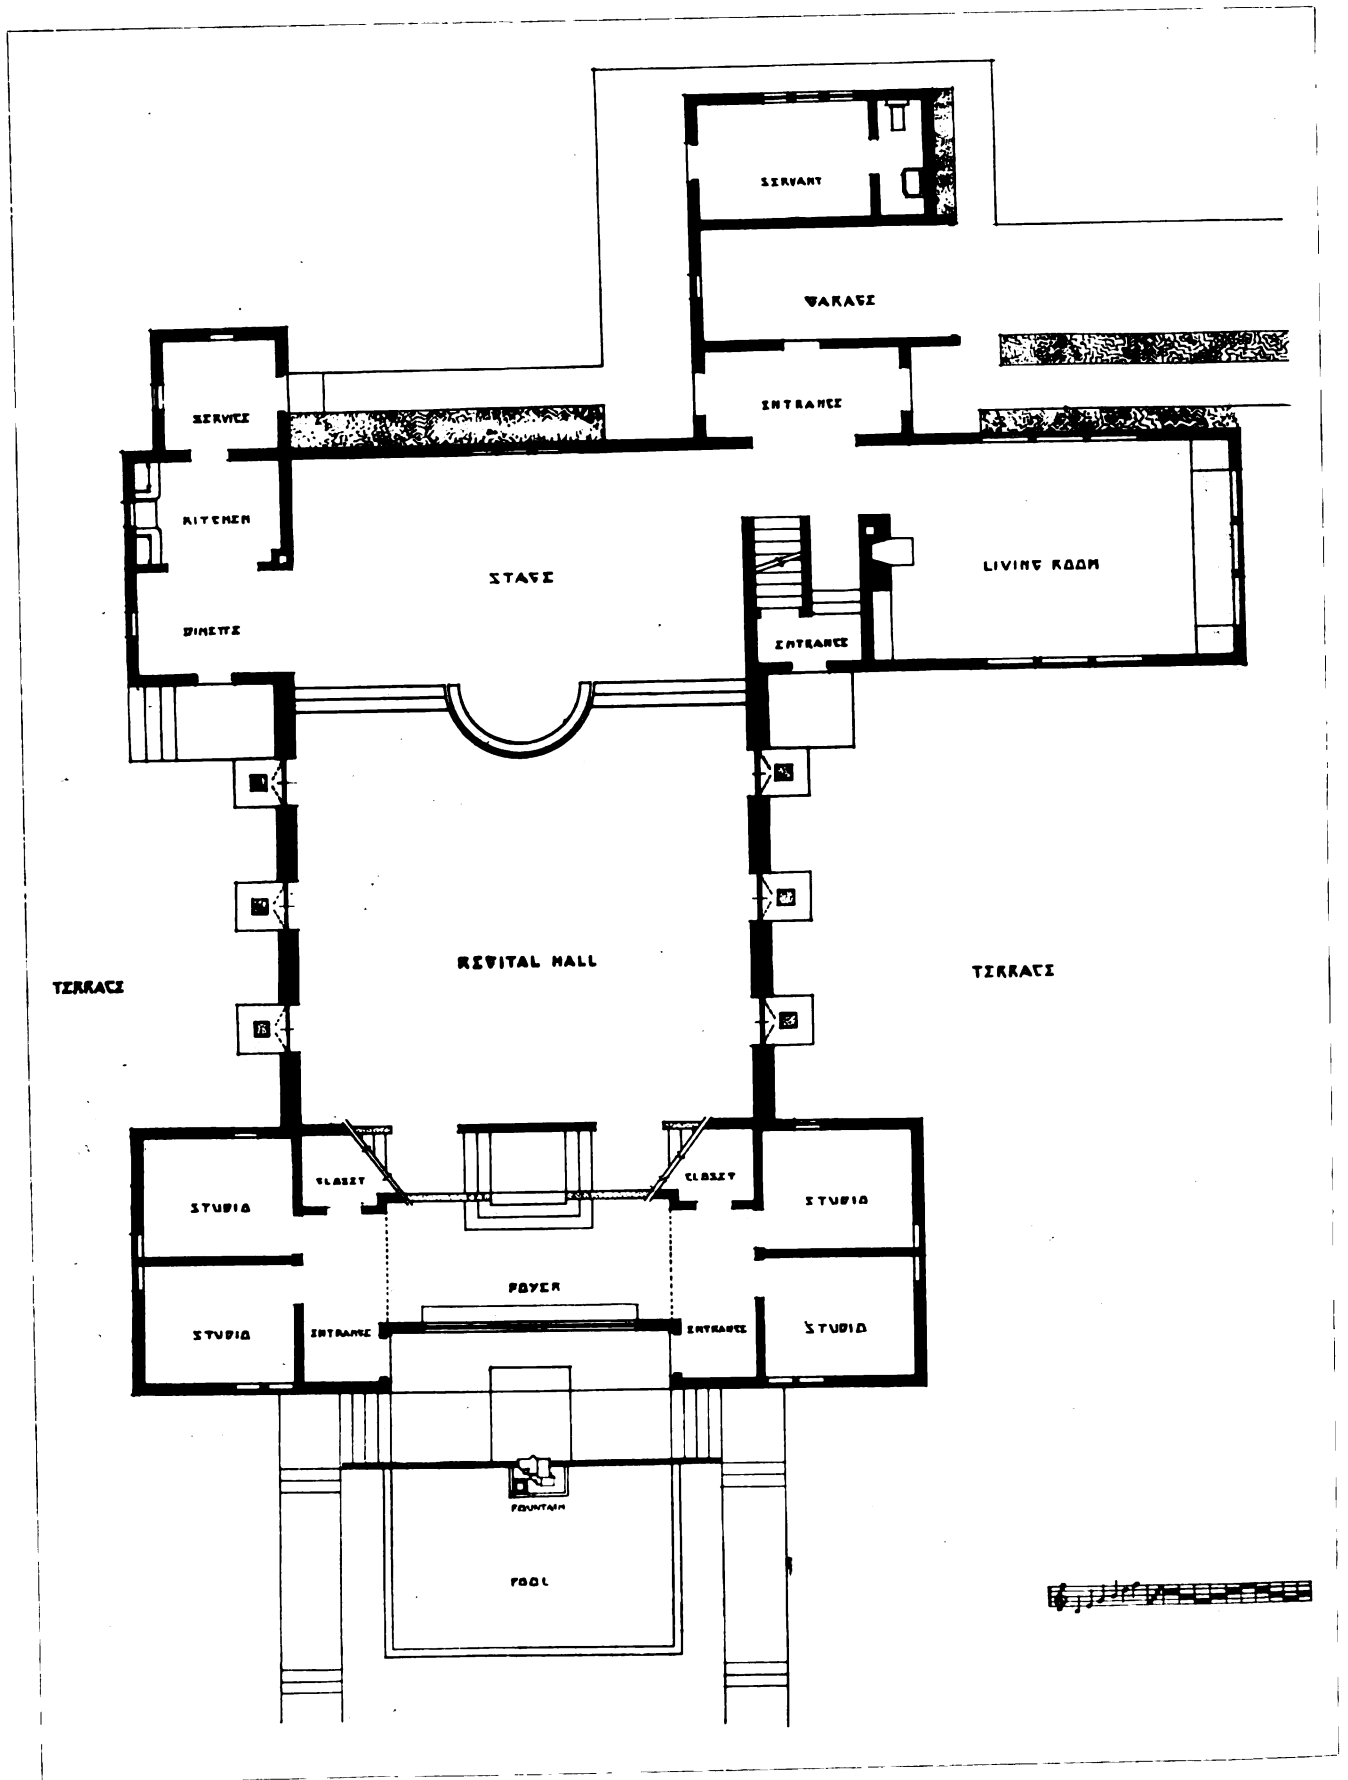 SERVANT
GARAGE
ENTRANCE
SERVICE
KITCHEN
STAGE
LIVING ROOM
DINETTE
ENTRANCE
RECITAL HALL
TERRACE
TERRACE
CLOSET
CLOSET
STUDIO
STUDIO
FOYER
STUDIO
ENTRANCE
ENTRANCE
STUDIO
FOUNTAIN
POOL